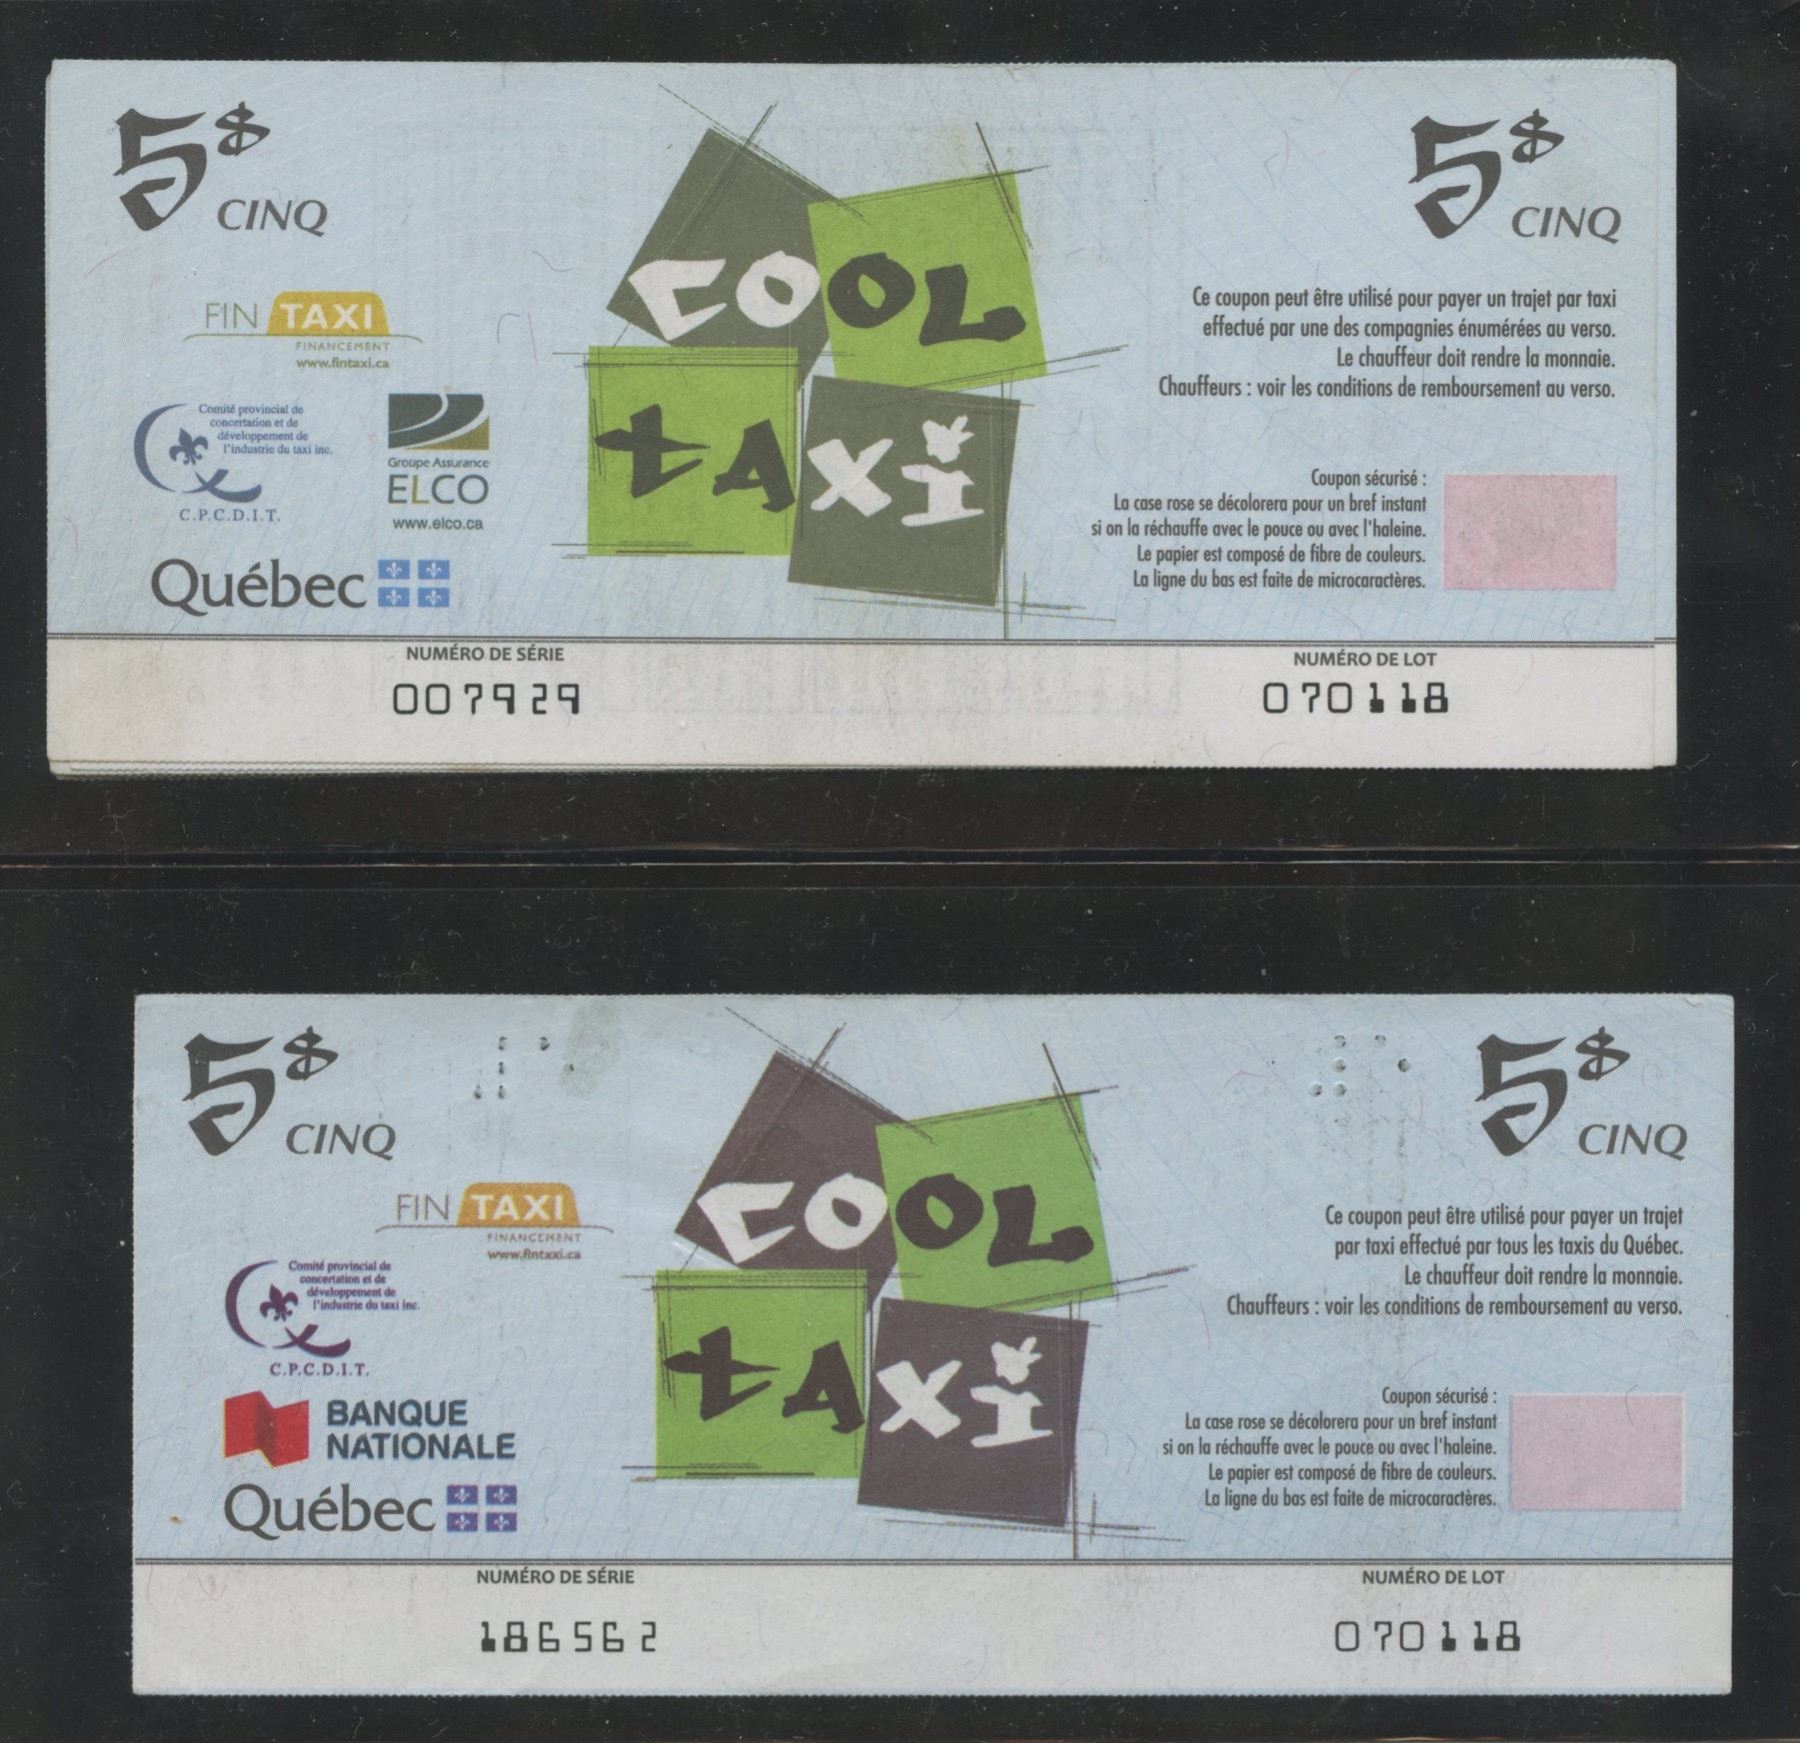 5$
CINQ
5$
CINQ
COOL
TAXi
FIN TAXI
FINANCEMENT
www.fintaxi.ca
Comité provincial de
concertation et de
développement de
l'industrie du taxi inc.
C.P.C.D.I.T.
Groupe Assurance
ELCO
www.elco.ca
Québec
Ce coupon peut être utilisé pour payer un trajet par taxi
effectué par une des compagnies énumérées au verso.
Le chauffeur doit rendre la monnaie.
Chauffeurs : voir les conditions de remboursement au verso.
Coupon sécurisé :
La case rose se décolorera pour un bref instant
si on la réchauffe avec le pouce ou avec l'haleine.
Le papier est composé de fibre de couleurs.
La ligne du bas est faite de microcaractères.
NUMÉRO DE SÉRIE
007929
NUMÉRO DE LOT
070118
5$
CINQ
5$
CINQ
COOL
TAXi
FIN TAXI
FINANCEMENT
www.fintaxi.ca
Comité provincial de
concertation et de
développement de
l'industrie du taxi inc.
C.P.C.D.I.T.
BANQUE
NATIONALE
Québec
Ce coupon peut être utilisé pour payer un trajet
par taxi effectué par tous les taxis du Québec.
Le chauffeur doit rendre la monnaie.
Chauffeurs : voir les conditions de remboursement au verso.
Coupon sécurisé :
La case rose se décolorera pour un bref instant
si on la réchauffe avec le pouce ou avec l'haleine.
Le papier est composé de fibre de couleurs.
La ligne du bas est faite de microcaractères.
NUMÉRO DE SÉRIE
186562
NUMÉRO DE LOT
070118